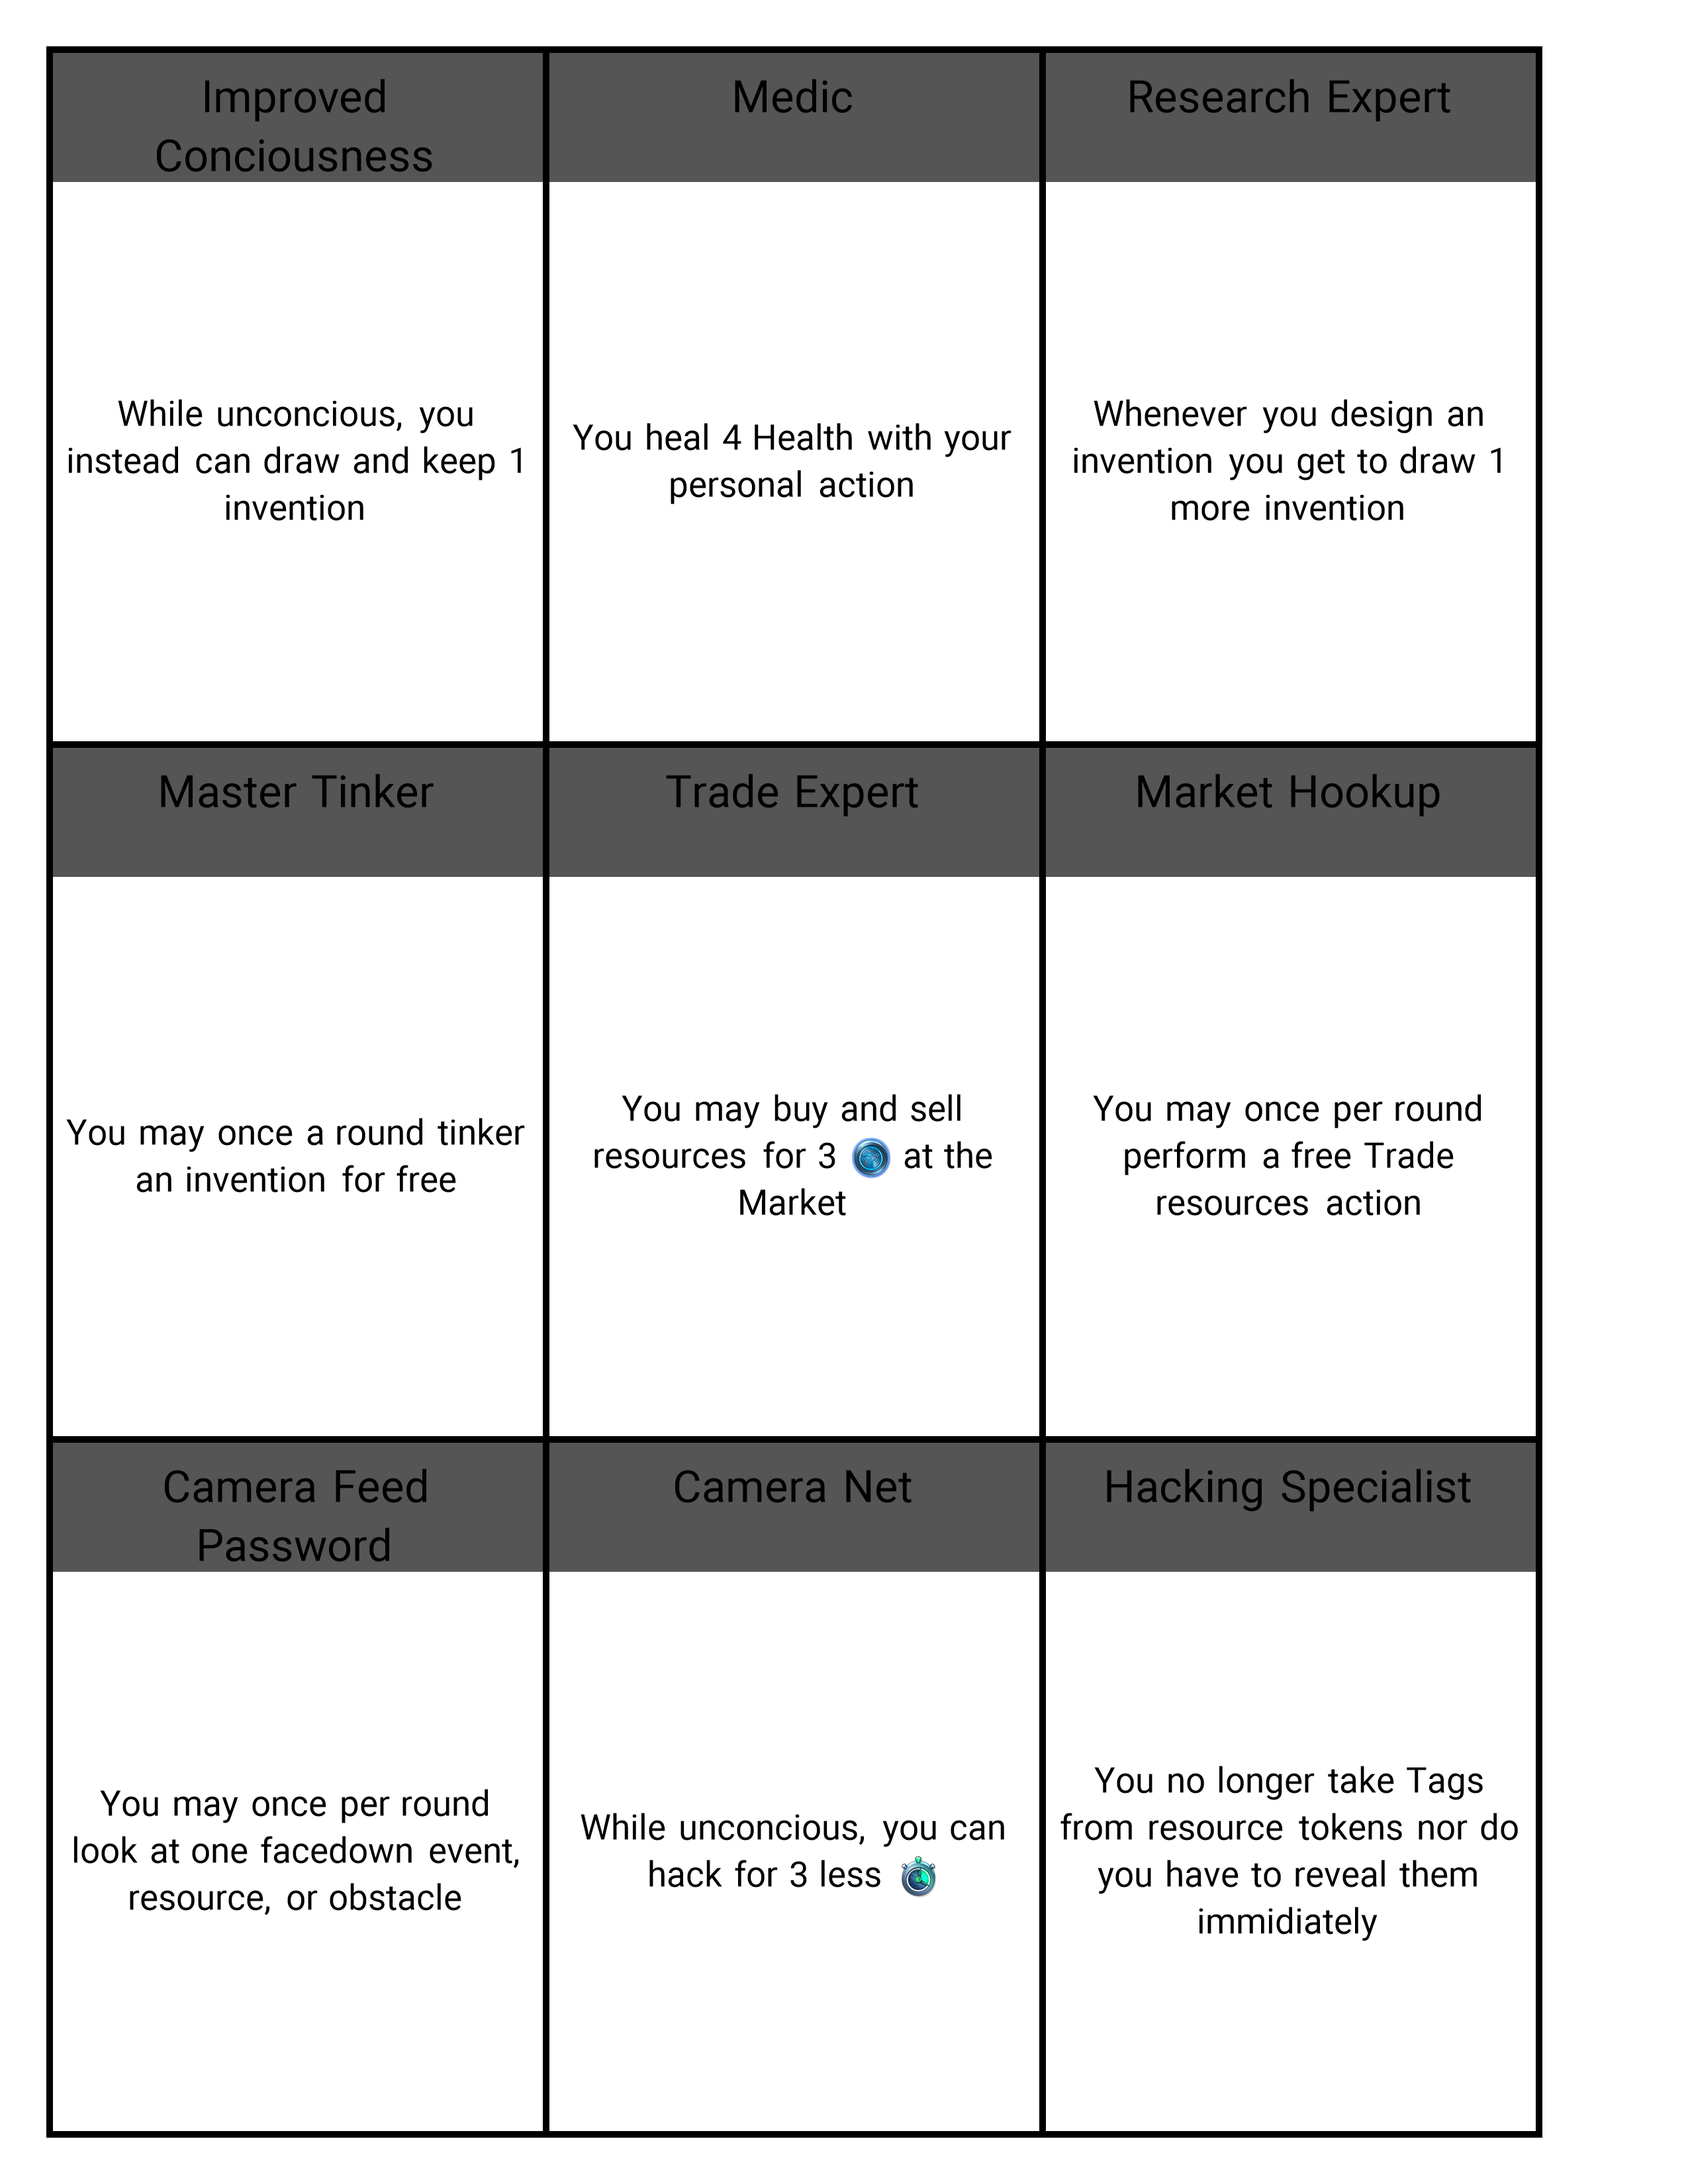 Improved
Conciousness
While unconcious, you
instead can draw and keep 1
invention
Medic
You heal 4 Health with your
personal action
Research Expert
Whenever you design an
invention you get to draw 1
more invention
Master Tinker
You may once a round tinker
an invention for free
Trade Expert
You may buy and sell
resources for 3 at the
Market
Market Hookup
You may once per round
perform a free Trade
resources action
Camera Feed
Password
You may once per round
look at one facedown event,
resource, or obstacle
Camera Net
While unconcious, you can
hack for 3 less
Hacking Specialist
You no longer take Tags
from resource tokens nor do
you have to reveal them
immidiately